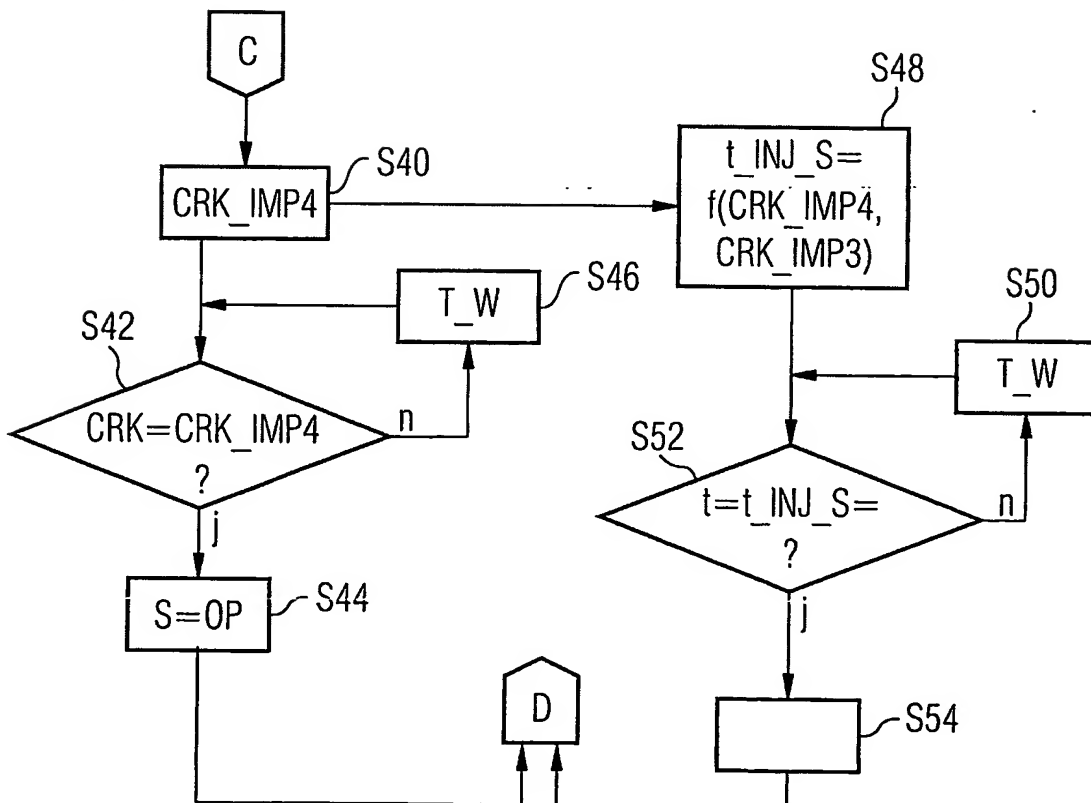 C
S40
CRK_IMP4
S48
t_INJ_S=
f(CRK_IMP4,
CRK_IMP3)
S46
T_W
S42
CRK=CRK_IMP4
?
n
j
S50
T_W
S52
t=t_INJ_S=
?
n
j
S=OP
S44
D
S54